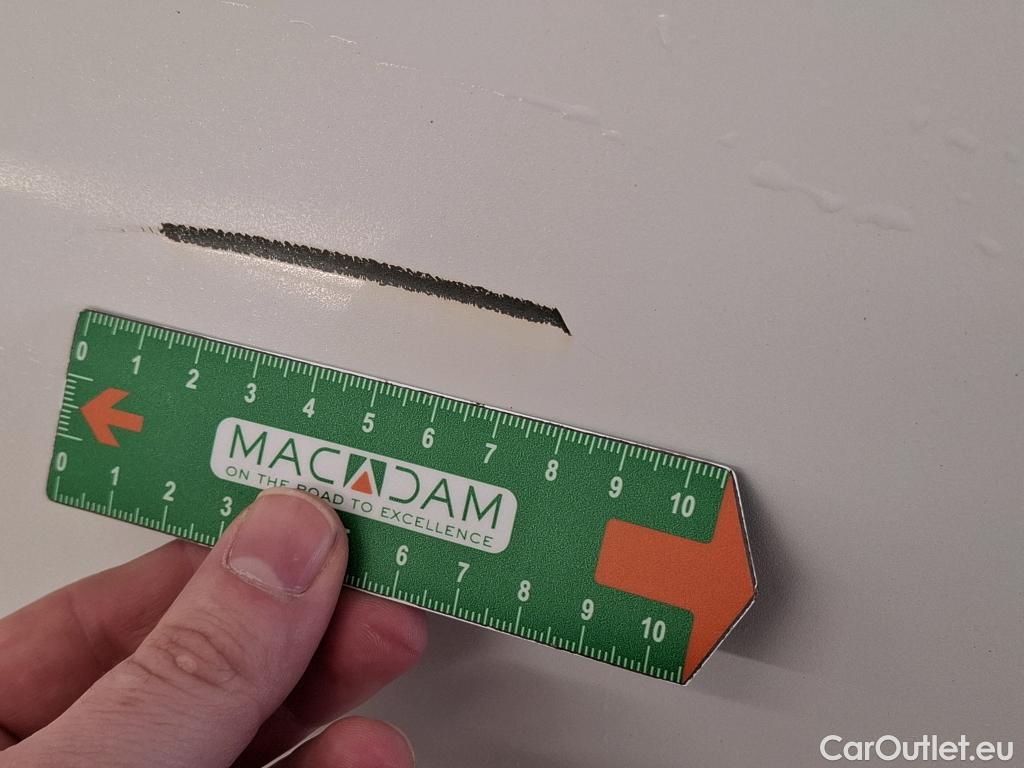 0 1 2 3 4 5 6 7 8 9 10
MACADAM
ON THE ROAD TO EXCELLENCE
0 1 2 3 6 7 8 9 10
CarOutlet.eu